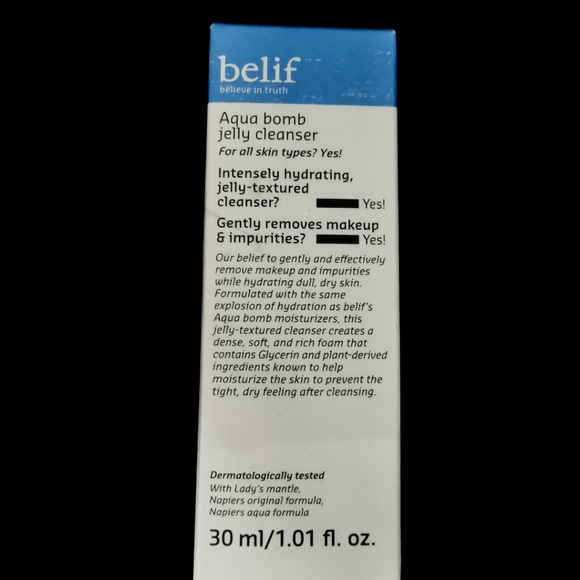 belif
believe in truth
Aqua bomb
jelly cleanser
For all skin types? Yes!
Intensely hydrating,
jelly-textured
cleanser? Yes!
Gently removes makeup
& impurities? Yes!
Our belief to gently and effectively
remove makeup and impurities
while hydrating dull, dry skin.
Formulated with the same
explosion of hydration as belif's
Aqua bomb moisturizers, this
jelly-textured cleanser creates a
dense, soft, and rich foam that
contains Glycerin and plant-derived
ingredients known to help
moisturize the skin to prevent the
tight, dry feeling after cleansing.
Dermatologically tested
With Lady's mantle,
Napiers original formula,
Napiers aqua formula
30 ml/1.01 fl. oz.